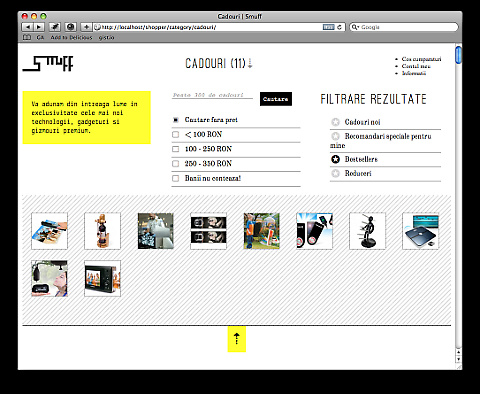 Cadouri | Smuff
http://localhost/shopper/category/cadouri/
Google
Git Add to Delicious gist.io
Smuff
CADOURI (11)↓
Cos cumparaturi
Contul meu
Informatii
Va adunam din intreaga lume in
exclusivitate cele mai noi
technologii, gadgeturi si
gizmouri premium.
Peste 300 de cadouri
Cautare
Cautare fara pret
< 100 RON
100 - 250 RON
250 - 350 RON
Banii nu conteaza!
FILTRARE REZULTATE
Cadouri noi
Recomandari speciale pentru
mine
Bestsellers
Reduceri